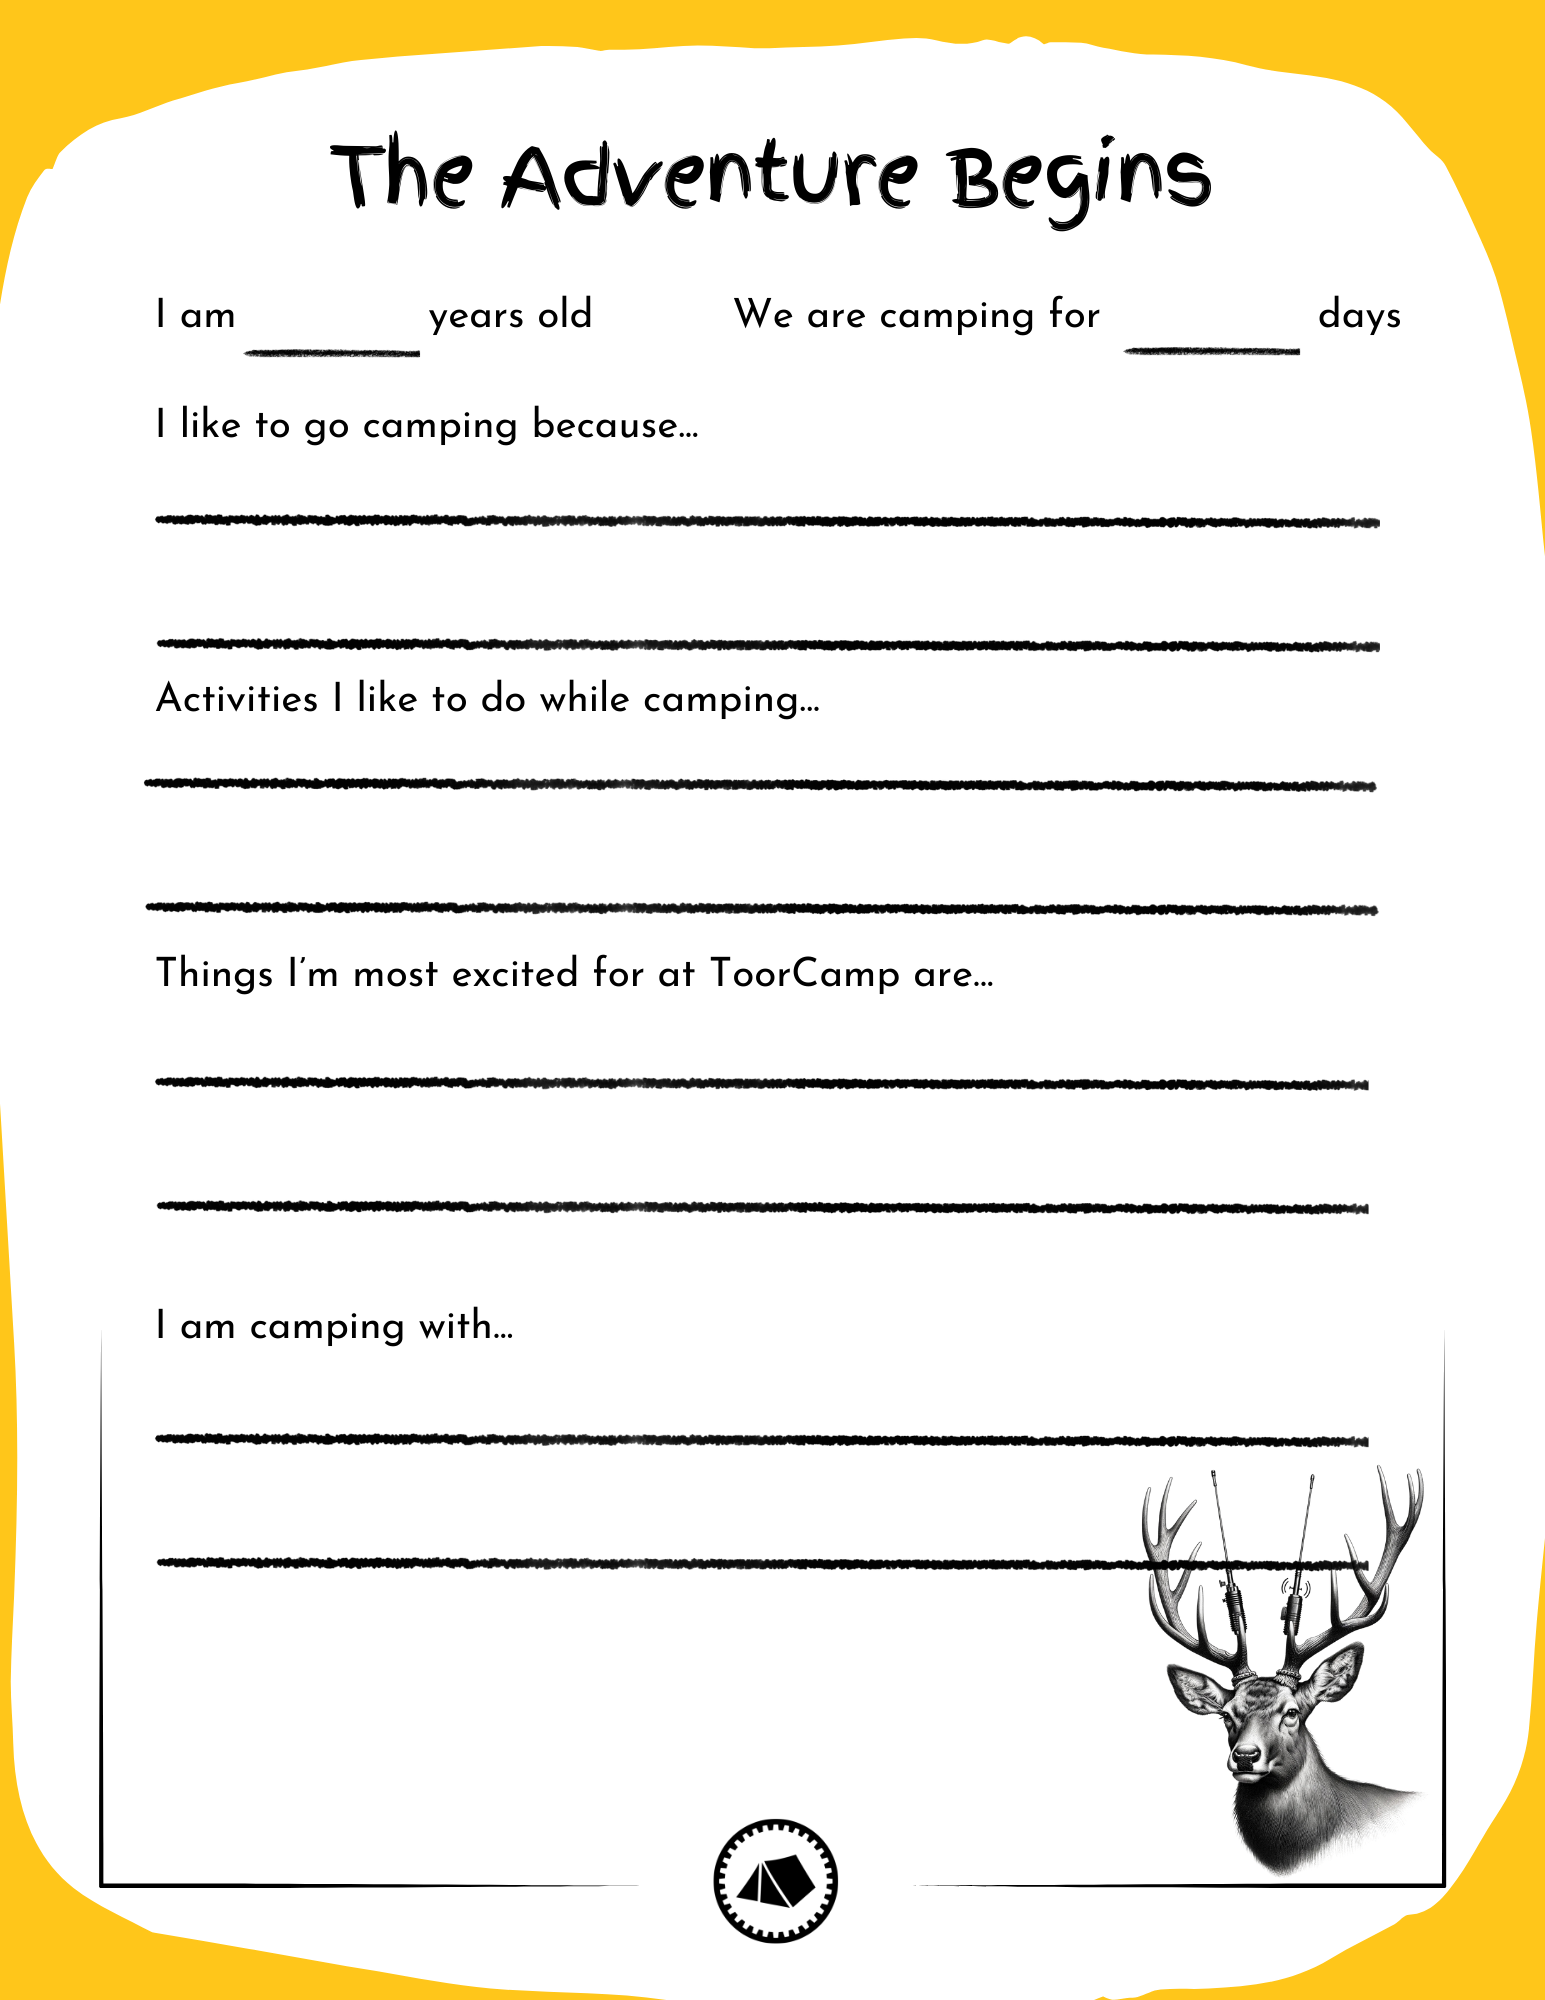 The Adventure Begins
I am years old We are camping for days
I like to go camping because...
Activities I like to do while camping...
Things I'm most excited for at ToorCamp are...
I am camping with...